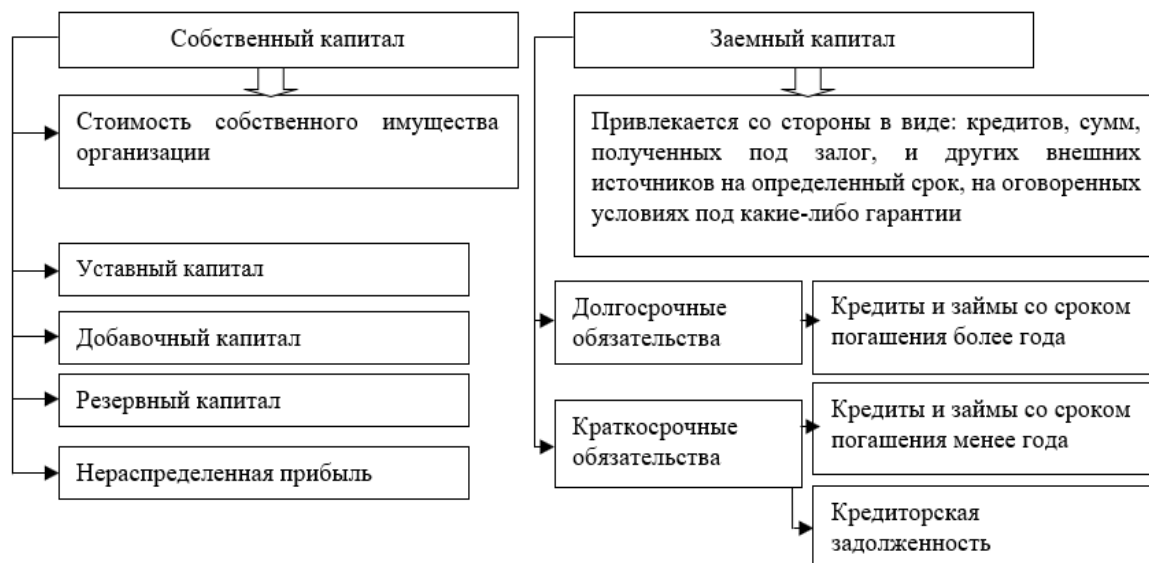 Собственный капитал
Стоимость собственного имущества
организации
Уставный капитал
Добавочный капитал
Резервный капитал
Нераспределенная прибыль
Заемный капитал
Привлекается со стороны в виде: кредитов, сумм,
полученных под залог, и других внешних
источников на определенный срок, на оговоренных
условиях под какие-либо гарантии
Долгосрочные
обязательства
Кредиты и займы со сроком
погашения более года
Краткосрочные
обязательства
Кредиты и займы со сроком
погашения менее года
Кредиторская
задолженность